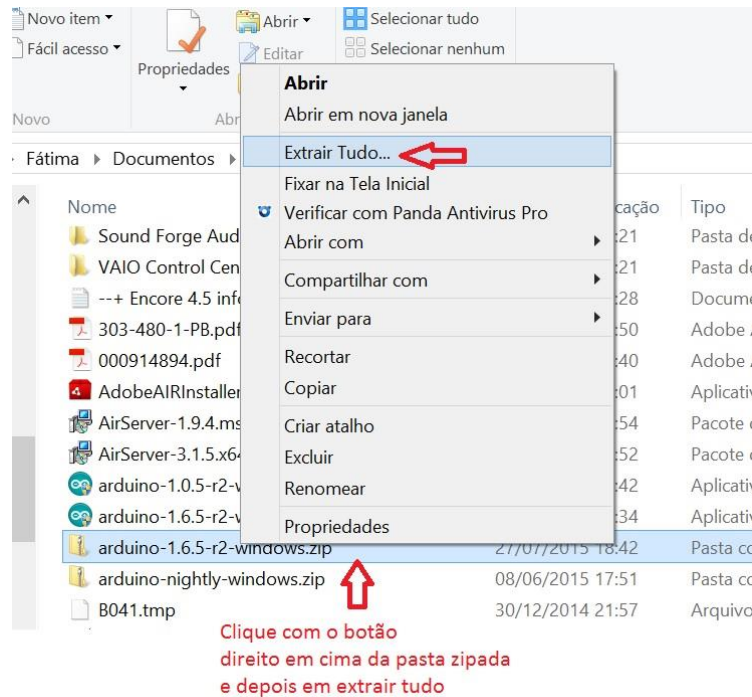 Novo item
Abrir
Selecionar tudo
Fácil acesso
Editar
Selecionar nenhum
Propriedades
Novo
Abr
Fátima Documentos
Abrir
Abrir em nova janela
Extrair Tudo...
Fixar na Tela Inicial
Verificar com Panda Antivirus Pro
Abrir com
Compartilhar com
Enviar para
Recortar
Copiar
Criar atalho
Excluir
Renomear
Propriedades
Nome cação Tipo
Sound Forge Aud :21 Pasta de
VAIO Control Cen :21 Pasta de
--+ Encore 4.5 info :28 Docume
303-480-1-PB.pdf :50 Adobe
000914894.pdf :40 Adobe
AdobeAIRInstaller :01 Aplicativ
AirServer-1.9.4.ms :54 Pacote
AirServer-3.1.5.x64 :52 Pacote
arduino-1.0.5-r2-w :42 Aplicativ
arduino-1.6.5-r2-w :34 Aplicativ
arduino-1.6.5-r2-windows.zip 27/07/2015 18:42 Pasta co
arduino-nightly-windows.zip 08/06/2015 17:51 Pasta co
B041.tmp 30/12/2014 21:57 Arquivo
Clique com o botão
direito em cima da pasta zipada
e depois em extrair tudo